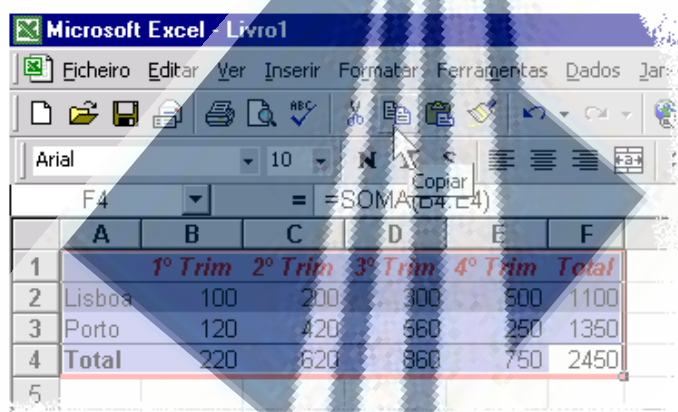 Microsoft Excel - Livro1
Ficheiro Editar Ver Inserir Formatar Ferramentas Dados
ABC
Arial 10 N
Copiar
F4 = =SOMA(B4:E4)
A B C D E F
1 1º Trim 2º Trim 3º Trim 4º Trim Total
2 Lisboa 100 200 300 500 1100
3 Porto 120 420 560 250 1350
4 Total 220 620 860 750 2450
5